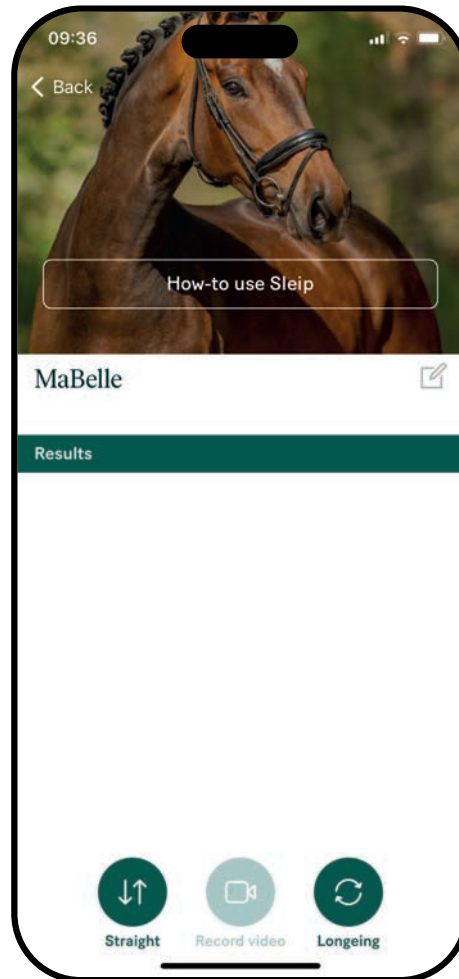 09:36
Back
How-to use Sleip
MaBelle
Results
Straight
Record video
Longeing